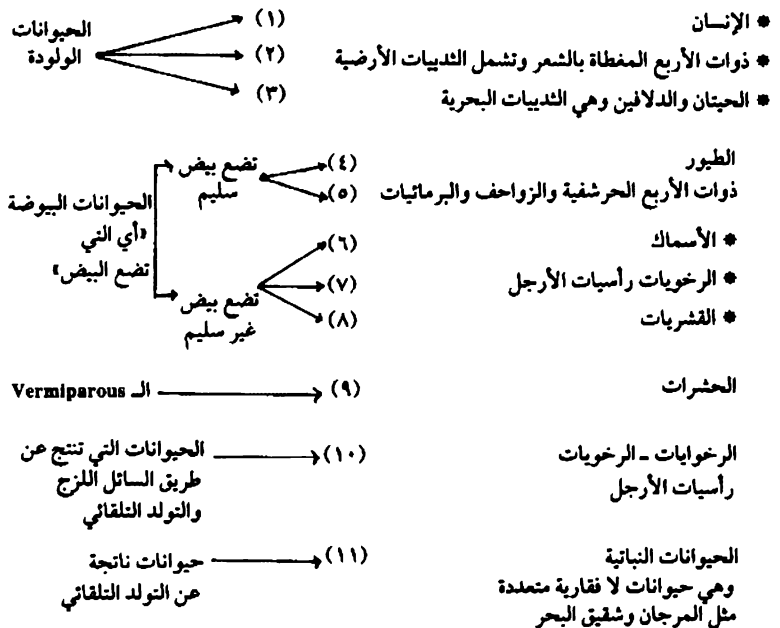 * الإنسان (١) الحيوانات
* ذوات الأربع المغطاة بالشعر وتشمل الثدييات الأرضية (٢) الولودة
* الحيتان والدلافين وهي الثدييات البحرية (٣)
الطيور (٤) تضع بيض
ذوات الأربع الحرشفية والزواحف والبرمائيات (٥) سليم
الحيوانات البيوضة
«أي التي
تضع البيض»
* الأسماك (٦)
* الرخويات رأسيات الأرجل (٧) تضع بيض
* القشريات (٨) غير سليم
الحشرات (٩) الـ Vermiparous
الرخوايات ـ الرخويات (١٠) الحيوانات التي تنتج عن
رأسيات الأرجل طريق السائل اللزج
والتولد التلقائي
الحيوانات النباتية (١١) حيوانات ناتجة
وهي حيوانات لا فقارية متعددة عن التولد التلقائي
مثل المرجان وشقيق البحر